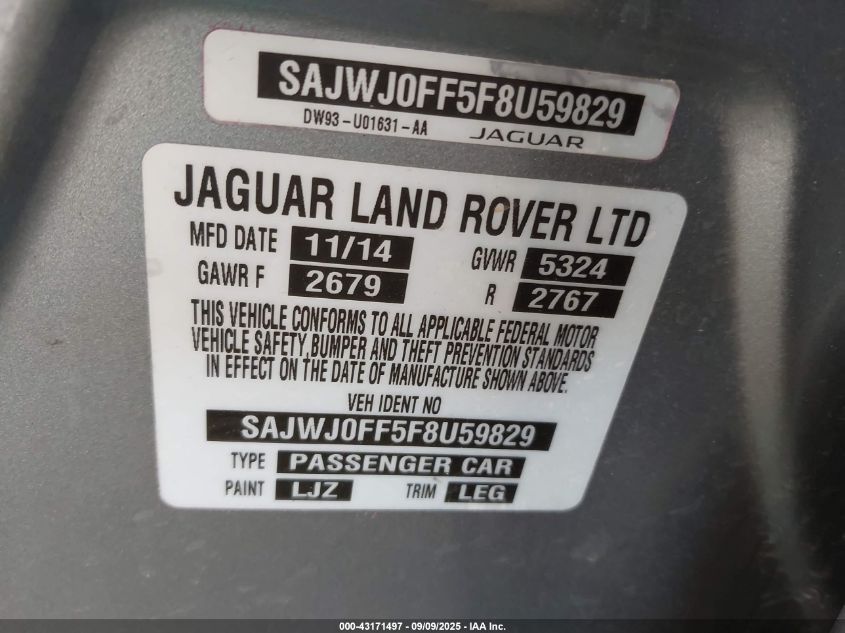 SAJWJ0FF5F8U59829
DW93-U01631-AA JAGUAR
JAGUAR LAND ROVER LTD
MFD DATE 11/14 GVWR 5324
GAWR F 2679 R 2767
THIS VEHICLE CONFORMS TO ALL APPLICABLE FEDERAL MOTOR
VEHICLE SAFETY,BUMPER AND THEFT PREVENTION STANDARDS
IN EFFECT ON THE DATE OF MANUFACTURE SHOWN ABOVE.
VEH IDENT NO
SAJWJ0FF5F8U59829
TYPE PASSENGER CAR
PAINT LJZ TRIM LEG
000-43171497 - 09/09/2025 - IAA Inc.